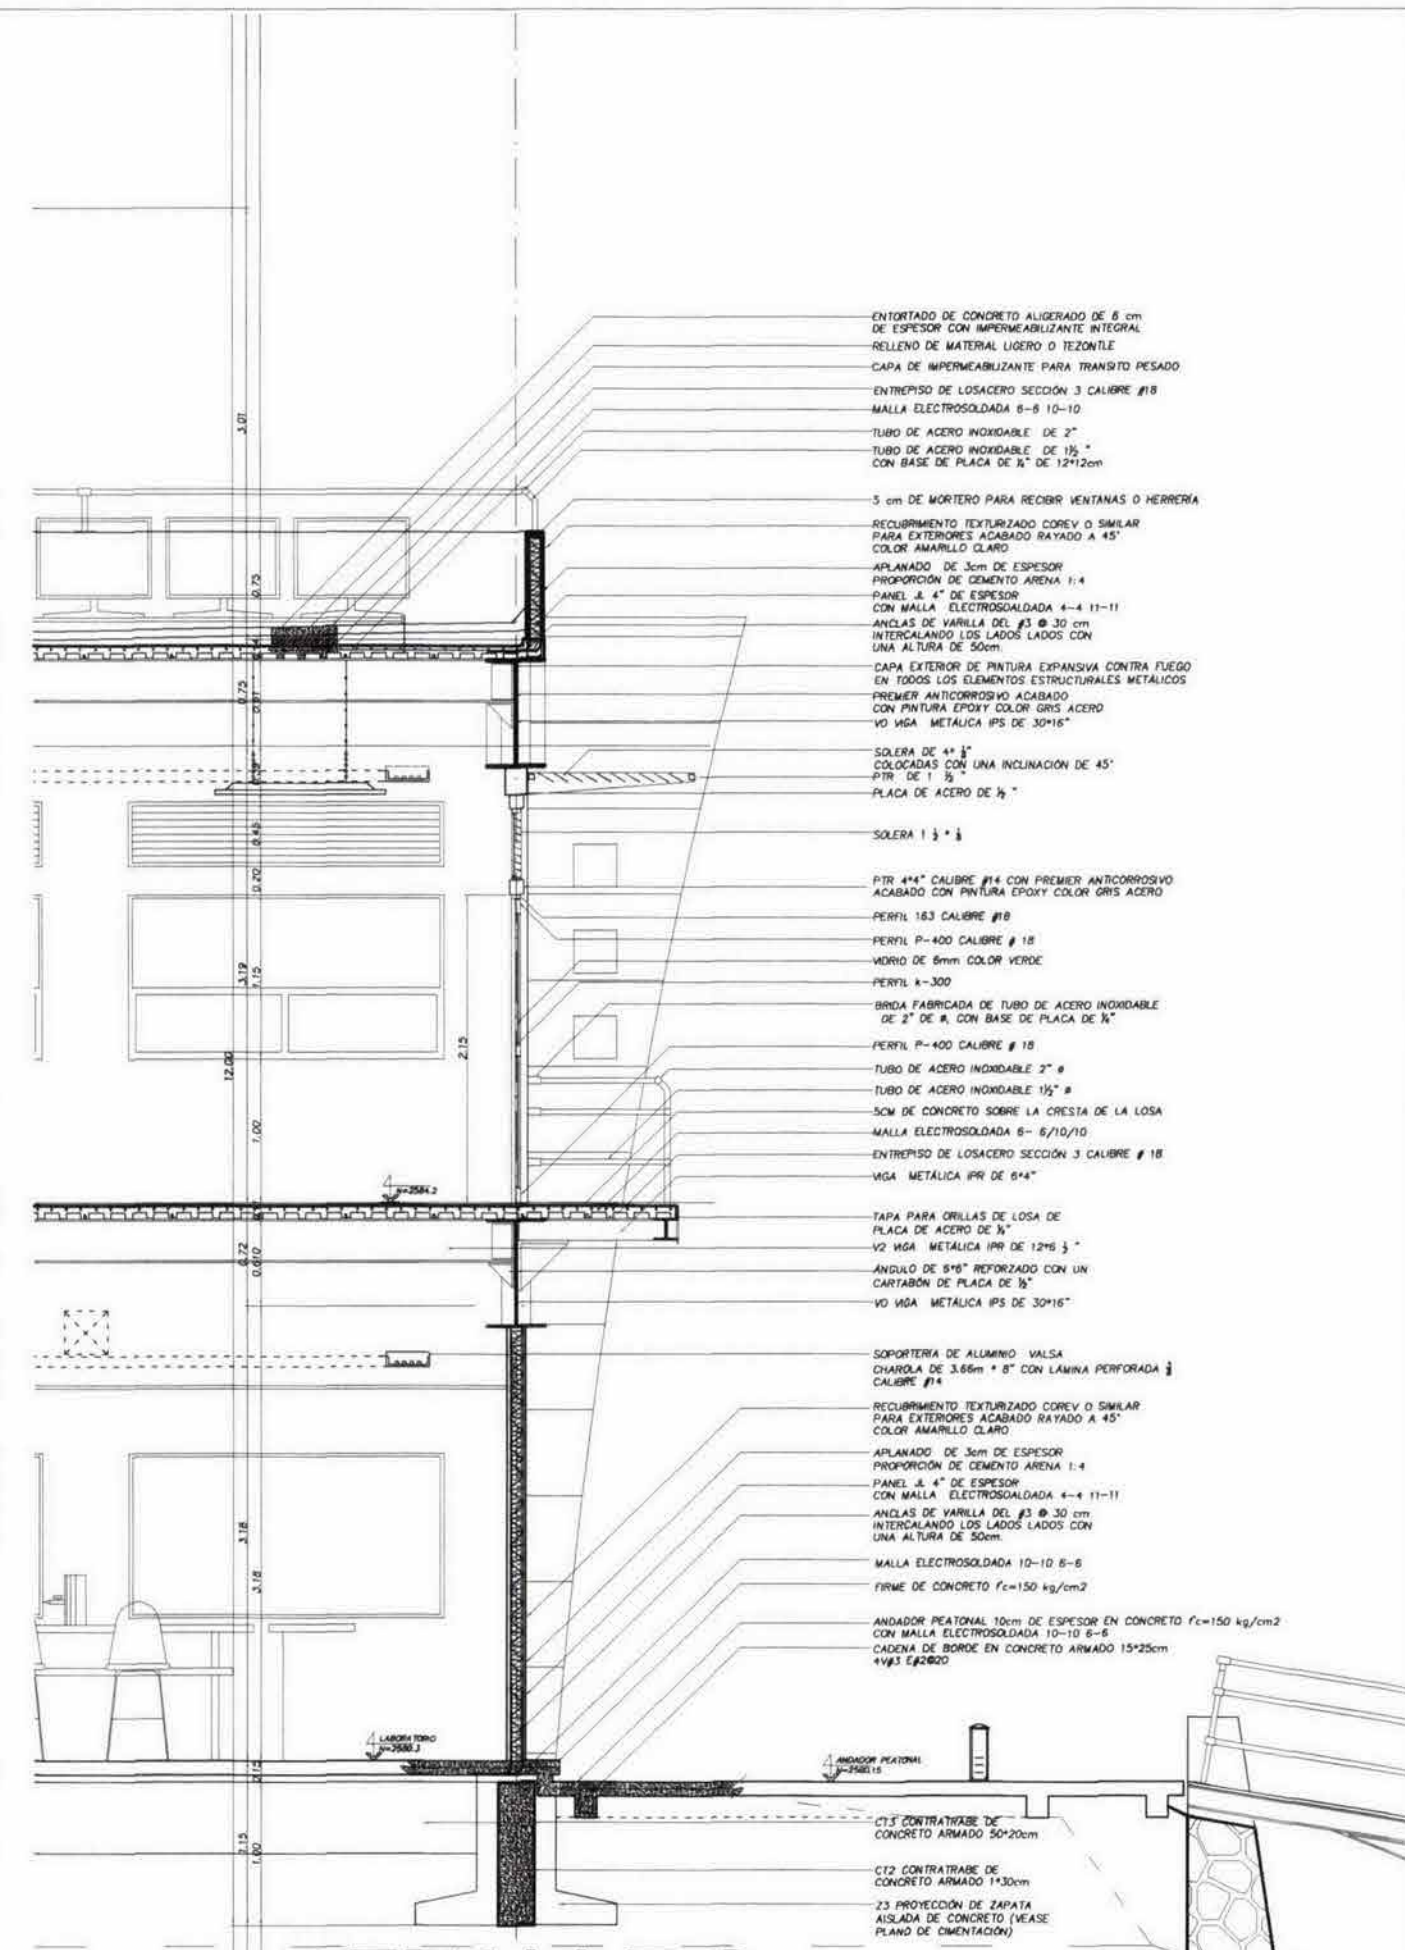 ENTORTADO DE CONCRETO ALIGERADO DE 6 cm
DE ESPESOR CON IMPERMEABILIZANTE INTEGRAL
RELLENO DE MATERIAL LIGERO O TEZONTLE
CAPA DE IMPERMEABILIZANTE PARA TRANSITO PESADO
ENTREPISO DE LOSACERO SECCIÓN 3 CALIBRE #18
MALLA ELECTROSOLDADA 6-6 10-10
TUBO DE ACERO INOXIDABLE DE 2"
TUBO DE ACERO INOXIDABLE DE 1½ "
CON BASE DE PLACA DE ¼" DE 12*12cm
3.01
5 cm DE MORTERO PARA RECIBIR VENTANAS O HERRERÍA
RECUBRIMIENTO TEXTURIZADO COREV O SIMILAR
PARA EXTERIORES ACABADO RAYADO A 45°
COLOR AMARILLO CLARO
APLANADO DE 3cm DE ESPESOR
PROPORCIÓN DE CEMENTO ARENA 1:4
0.75
PANEL JL 4" DE ESPESOR
CON MALLA ELECTROSOALDADA 4-4 11-11
ANCLAS DE VARILLA DEL #3 @ 30 cm
INTERCALANDO LOS LADOS LADOS CON
UNA ALTURA DE 50cm.
CAPA EXTERIOR DE PINTURA EXPANSIVA CONTRA FUEGO
EN TODOS LOS ELEMENTOS ESTRUCTURALES METÁLICOS
0.75
PREMIER ANTICORROSIVO ACABADO
CON PINTURA EPOXY COLOR GRIS ACERO
VO VIGA METÁLICA IPS DE 30*16"
SOLERA DE 4*
COLOCADAS CON UNA INCLINACIÓN DE 45°
PTR DE 1 ½ "
PLACA DE ACERO DE ½ "
0.45
SOLERA 1 ½ *
0.20
PTR 4*4" CALIBRE #14 CON PREMIER ANTICORROSIVO
ACABADO CON PINTURA EPOXY COLOR GRIS ACERO
PERFIL 163 CALIBRE #18
PERFIL P-400 CALIBRE # 18
VIDRIO DE 6mm COLOR VERDE
3.19
1.15
PERFIL k-300
BRIDA FABRICADA DE TUBO DE ACERO INOXIDABLE
DE 2" DE ø, CON BASE DE PLACA DE ¼"
2.15
PERFIL P-400 CALIBRE # 18
12.00
TUBO DE ACERO INOXIDABLE 2" ø
TUBO DE ACERO INOXIDABLE 1½" ø
5CM DE CONCRETO SOBRE LA CRESTA DE LA LOSA
1.00
MALLA ELECTROSOLDADA 6- 6/10/10
ENTREPISO DE LOSACERO SECCIÓN 3 CALIBRE # 18
VIGA METÁLICA IPR DE 6*4"
N=2584.2
TAPA PARA ORILLAS DE LOSA DE
PLACA DE ACERO DE ¼"
0.72
0.610
V2 VIGA METÁLICA IPR DE 12*6 ½ "
ÁNGULO DE 6*6" REFORZADO CON UN
CARTABÓN DE PLACA DE ½"
VO VIGA METÁLICA IPS DE 30*16"
SOPORTERÍA DE ALUMINIO VALSA
CHAROLA DE 3.66m * 8" CON LÁMINA PERFORADA
CALIBRE #14
RECUBRIMIENTO TEXTURIZADO COREV O SIMILAR
PARA EXTERIORES ACABADO RAYADO A 45°
COLOR AMARILLO CLARO
APLANADO DE 3cm DE ESPESOR
PROPORCIÓN DE CEMENTO ARENA 1:4
PANEL JL 4" DE ESPESOR
CON MALLA ELECTROSOALDADA 4-4 11-11
ANCLAS DE VARILLA DEL #3 @ 30 cm
INTERCALANDO LOS LADOS LADOS CON
UNA ALTURA DE 50cm.
3.18
3.18
MALLA ELECTROSOLDADA 10-10 6-6
FIRME DE CONCRETO f'c=150 kg/cm2
ANDADOR PEATONAL 10cm DE ESPESOR EN CONCRETO f'c=150 kg/cm2
CON MALLA ELECTROSOLDADA 10-10 6-6
CADENA DE BORDE EN CONCRETO ARMADO 15*25cm
4V#3 E#2@20
LABORATORIO
N=2580.3
ANDADOR PEATONAL
N=2580.15
0.15
CT3 CONTRATRABE DE
CONCRETO ARMADO 50*20cm
1.15
1.00
CT2 CONTRATRABE DE
CONCRETO ARMADO 1*30cm
Z3 PROYECCIÓN DE ZAPATA
AISLADA DE CONCRETO (VEASE
PLANO DE CIMENTACIÓN)